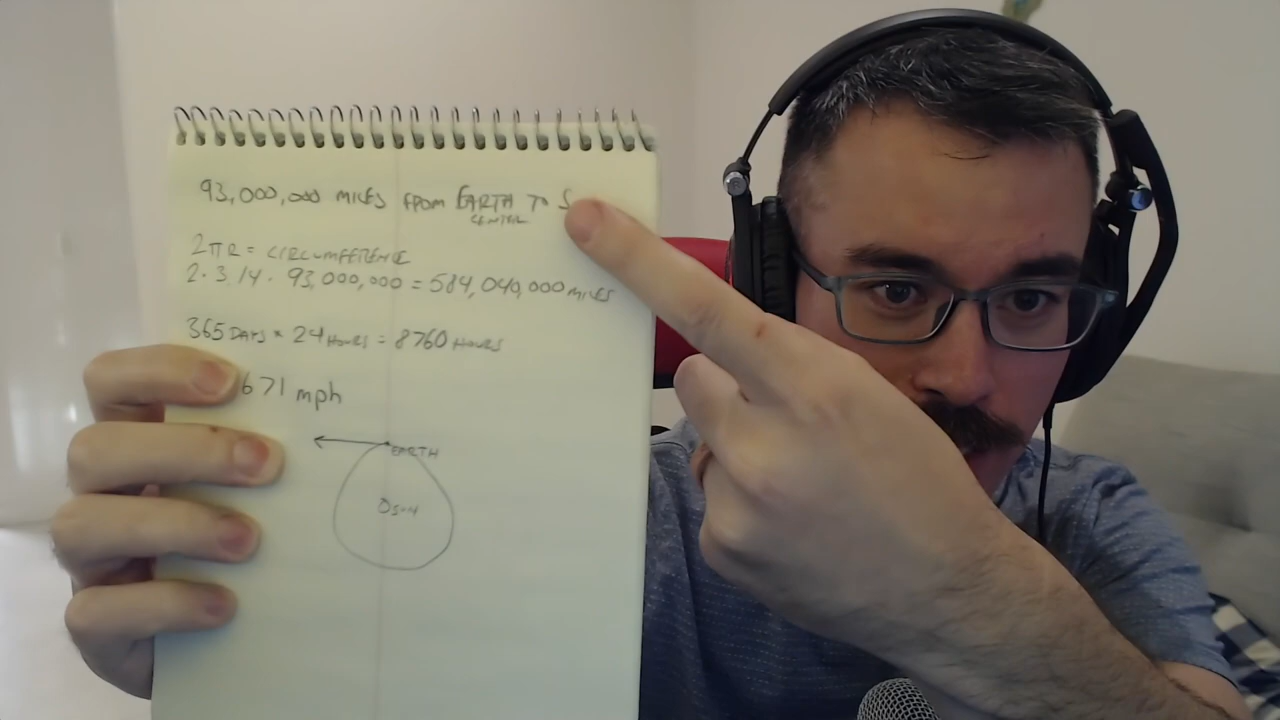 93,000,000 MILES FROM EARTH TO S
CENTER
2πR = CIRCUMFERENCE
2 · 3.14 · 93,000,000 = 584,040,000 MILES
365 DAYS × 24 HOURS = 8760 HOURS
671 mph
EARTH
SUN